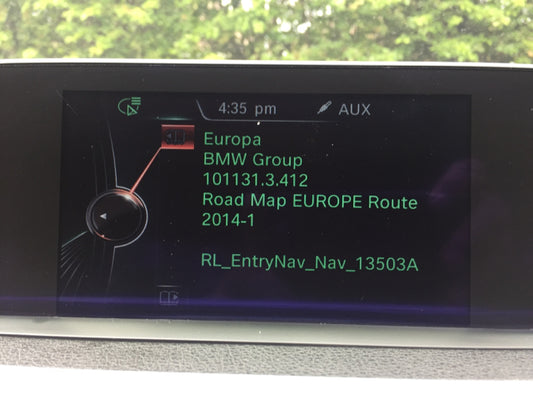 4:35 pm AUX
Europa
BMW Group
101131.3.412
Road Map EUROPE Route
2014-1
RL_EntryNav_Nav_13503A